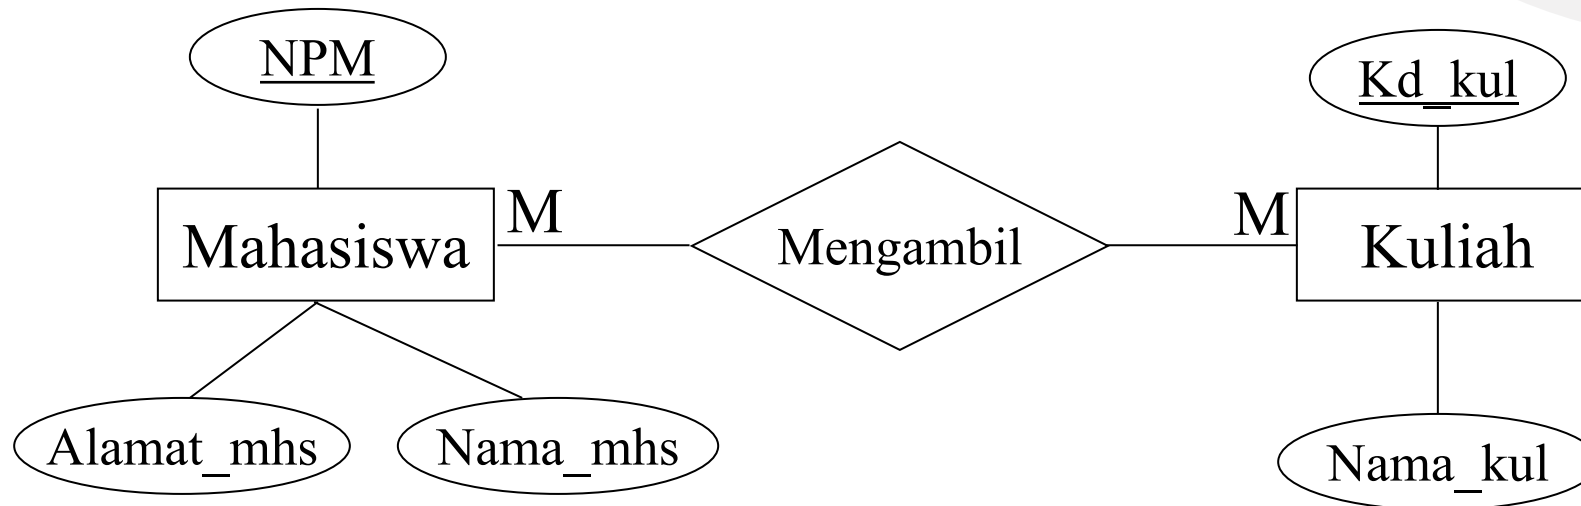 NPM
Kd_kul
Mahasiswa
M
Mengambil
M
Kuliah
Alamat_mhs
Nama_mhs
Nama_kul